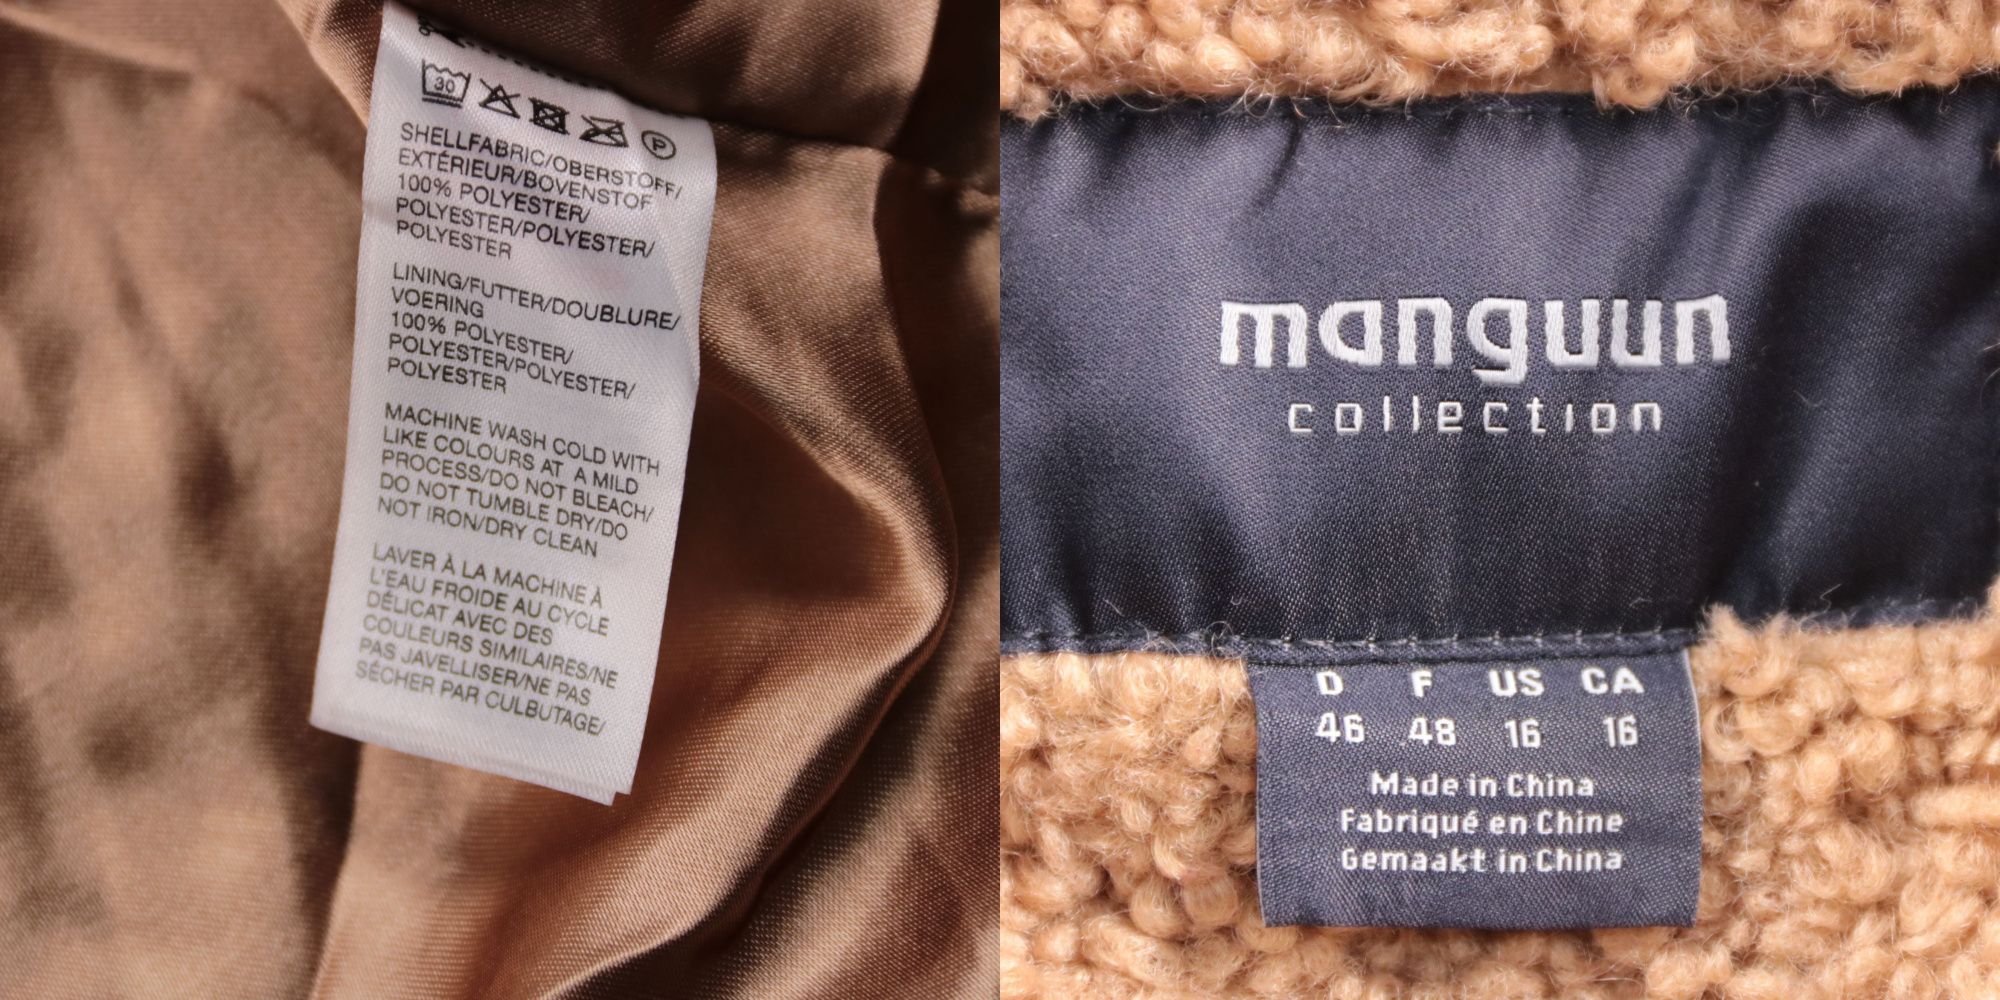 30
P
SHELLFABRIC/OBERSTOFF/
EXTÉRIEUR/BOVENSTOF
100% POLYESTER/
POLYESTER/POLYESTER/
POLYESTER
LINING/FUTTER/DOUBLURE/
VOERING
100% POLYESTER/
POLYESTER/POLYESTER/
POLYESTER
MACHINE WASH COLD WITH
LIKE COLOURS AT A MILD
PROCESS/DO NOT BLEACH/
DO NOT TUMBLE DRY/DO
NOT IRON/DRY CLEAN
LAVER À LA MACHINE À
L'EAU FROIDE AU CYCLE
DÉLICAT AVEC DES
COULEURS SIMILAIRES/NE
PAS JAVELLISER/NE PAS
SÉCHER PAR CULBUTAGE/
manguun
collection
D F US CA
46 48 16 16
Made in China
Fabriqué en Chine
Gemaakt in China